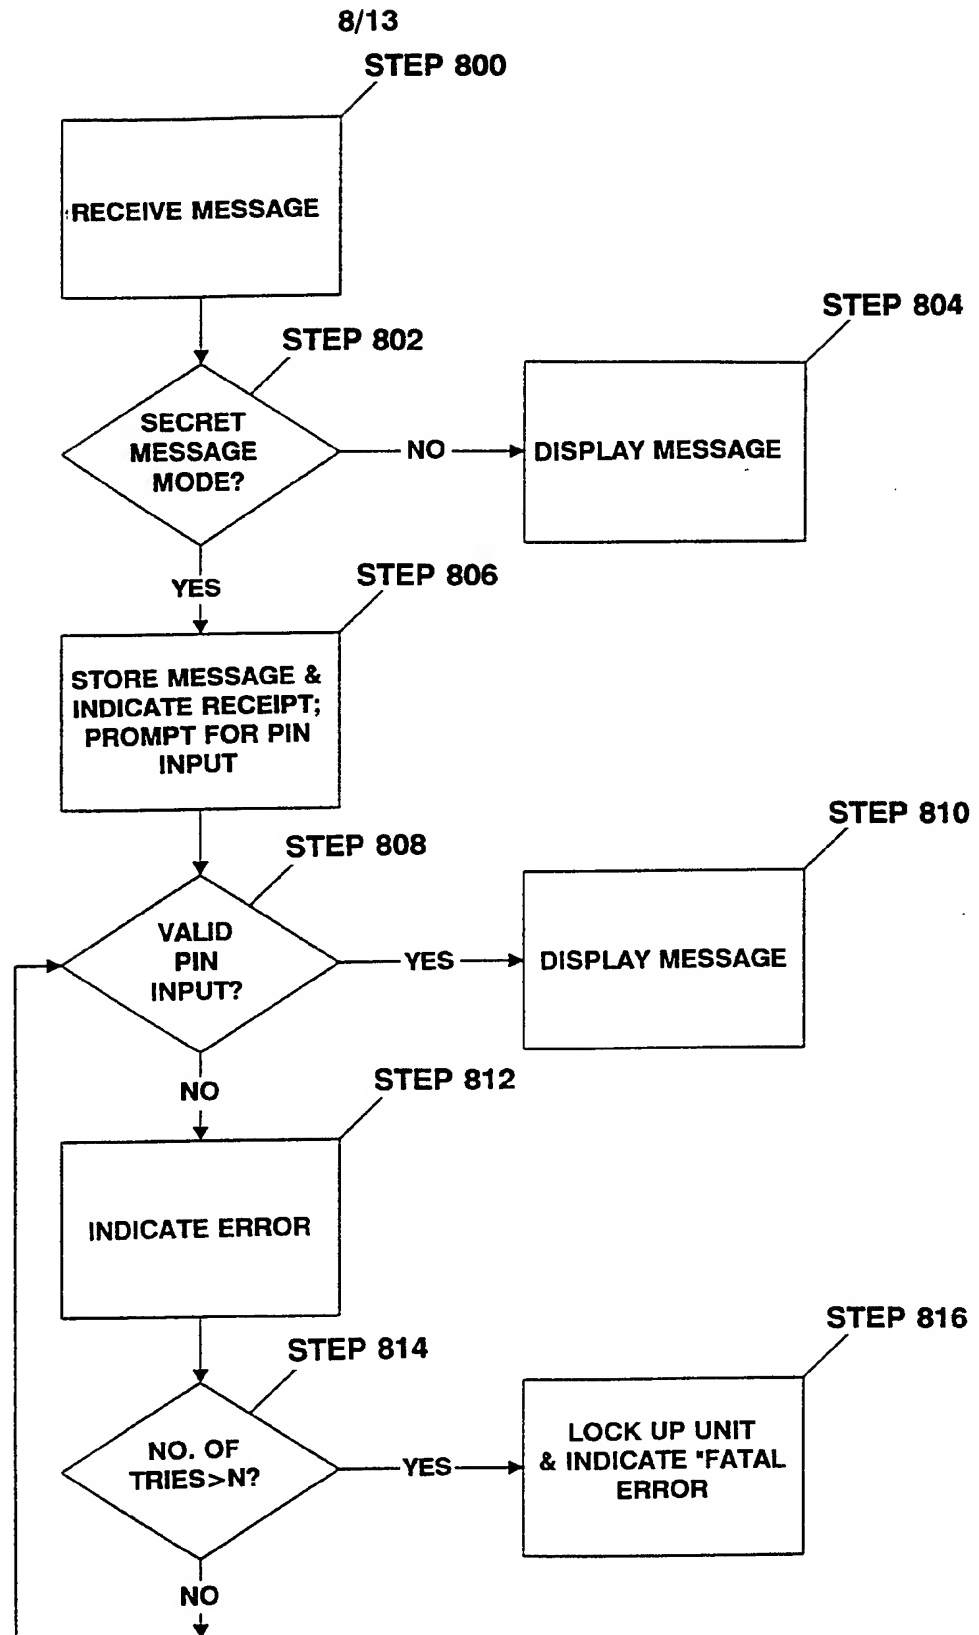 8/13
STEP 800
RECEIVE MESSAGE
STEP 802
SECRET
MESSAGE
MODE?
NO
STEP 804
DISPLAY MESSAGE
YES
STEP 806
STORE MESSAGE &
INDICATE RECEIPT;
PROMPT FOR PIN
INPUT
STEP 808
VALID
PIN
INPUT?
YES
STEP 810
DISPLAY MESSAGE
NO
STEP 812
INDICATE ERROR
STEP 814
NO. OF
TRIES>N?
YES
STEP 816
LOCK UP UNIT
& INDICATE "FATAL
ERROR
NO